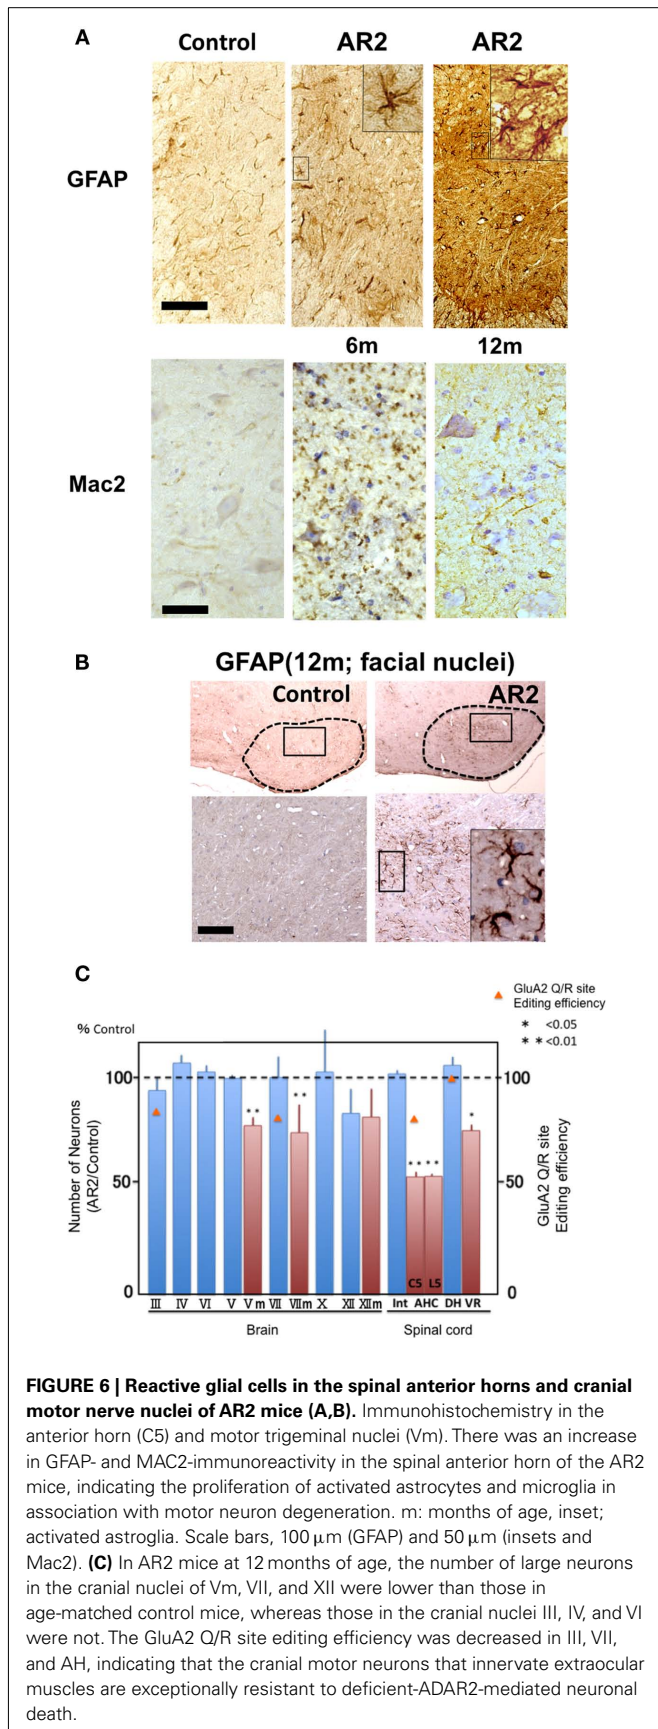 A
Control
AR2
AR2
GFAP
6m
12m
Mac2
B
GFAP(12m; facial nuclei)
Control
AR2
C
GluA2 Q/R site
Editing efficiency
* <0.05
* * <0.01
% Control
100
50
0
Number of Neurons
(AR2/Control)
100
50
0
GluA2 Q/R site
Editing efficiency
* *
* *
* * * *
*
C5 L5
III IV VI V V m VII VIIm X XII XIIm Int AHC DH VR
Brain
Spinal cord
FIGURE 6 | Reactive glial cells in the spinal anterior horns and cranial
motor nerve nuclei of AR2 mice (A,B). Immunohistochemistry in the
anterior horn (C5) and motor trigeminal nuclei (Vm). There was an increase
in GFAP- and MAC2-immunoreactivity in the spinal anterior horn of the AR2
mice, indicating the proliferation of activated astrocytes and microglia in
association with motor neuron degeneration. m: months of age, inset;
activated astroglia. Scale bars, 100 μm (GFAP) and 50 μm (insets and
Mac2). (C) In AR2 mice at 12 months of age, the number of large neurons
in the cranial nuclei of Vm, VII, and XII were lower than those in
age-matched control mice, whereas those in the cranial nuclei III, IV, and VI
were not. The GluA2 Q/R site editing efficiency was decreased in III, VII,
and AH, indicating that the cranial motor neurons that innervate extraocular
muscles are exceptionally resistant to deficient-ADAR2-mediated neuronal
death.